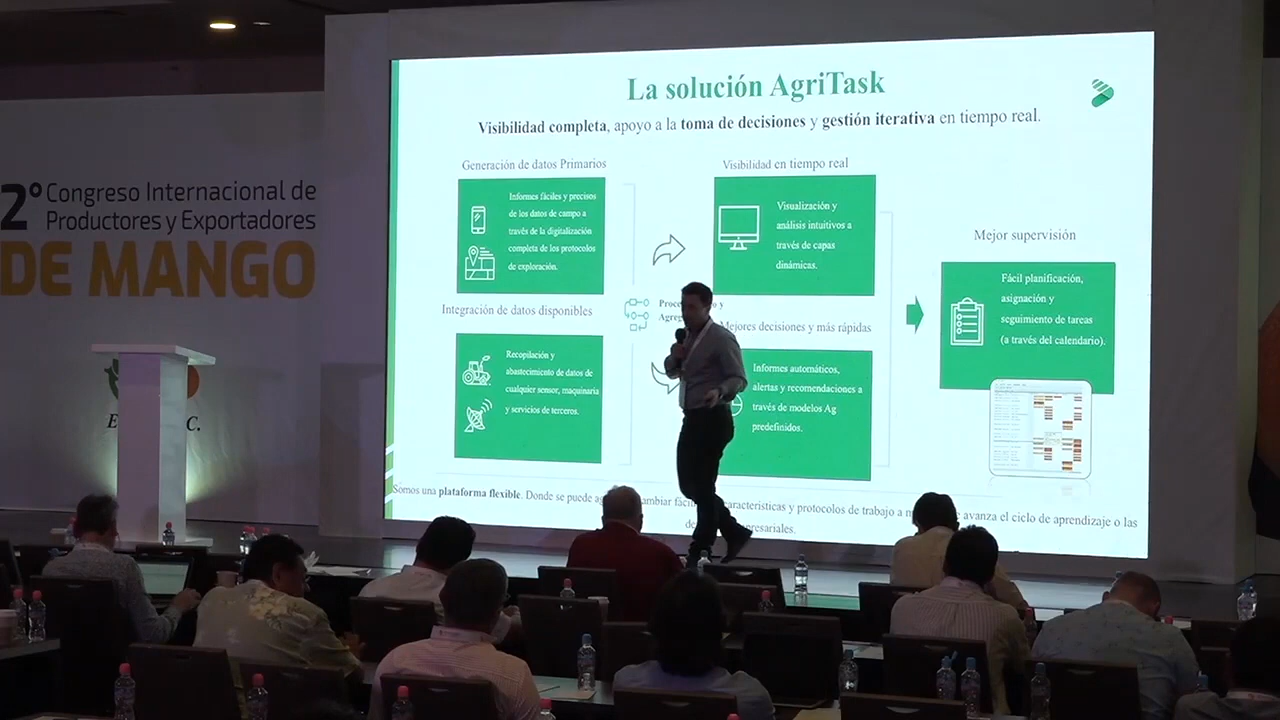 2° Congreso Internacional de
Productores y Exportadores
DE MANGO
La solución AgriTask
Visibilidad completa, apoyo a la toma de decisiones y gestión iterativa en tiempo real.
Generación de datos Primarios
Informes fáciles y precisos
de los datos de campo a
través de la digitalización
completa de los protocolos
de exploración.
Integración de datos disponibles
Recopilación y
abastecimiento de datos de
cualquier sensor, maquinaria
y servicios de terceros.
Visibilidad en tiempo real
Visualización y
análisis intuitivos a
través de capas
dinámicas.
Mejores decisiones y más rápidas
Informes automáticos,
alertas y recomendaciones a
través de modelos Ag
predefinidos.
Mejor supervisión
Fácil planificación,
asignación y
seguimiento de tareas
(a través del calendario).
Somos una plataforma flexible. Donde se puede características y protocolos de trabajo a avanza el ciclo de aprendizaje o las